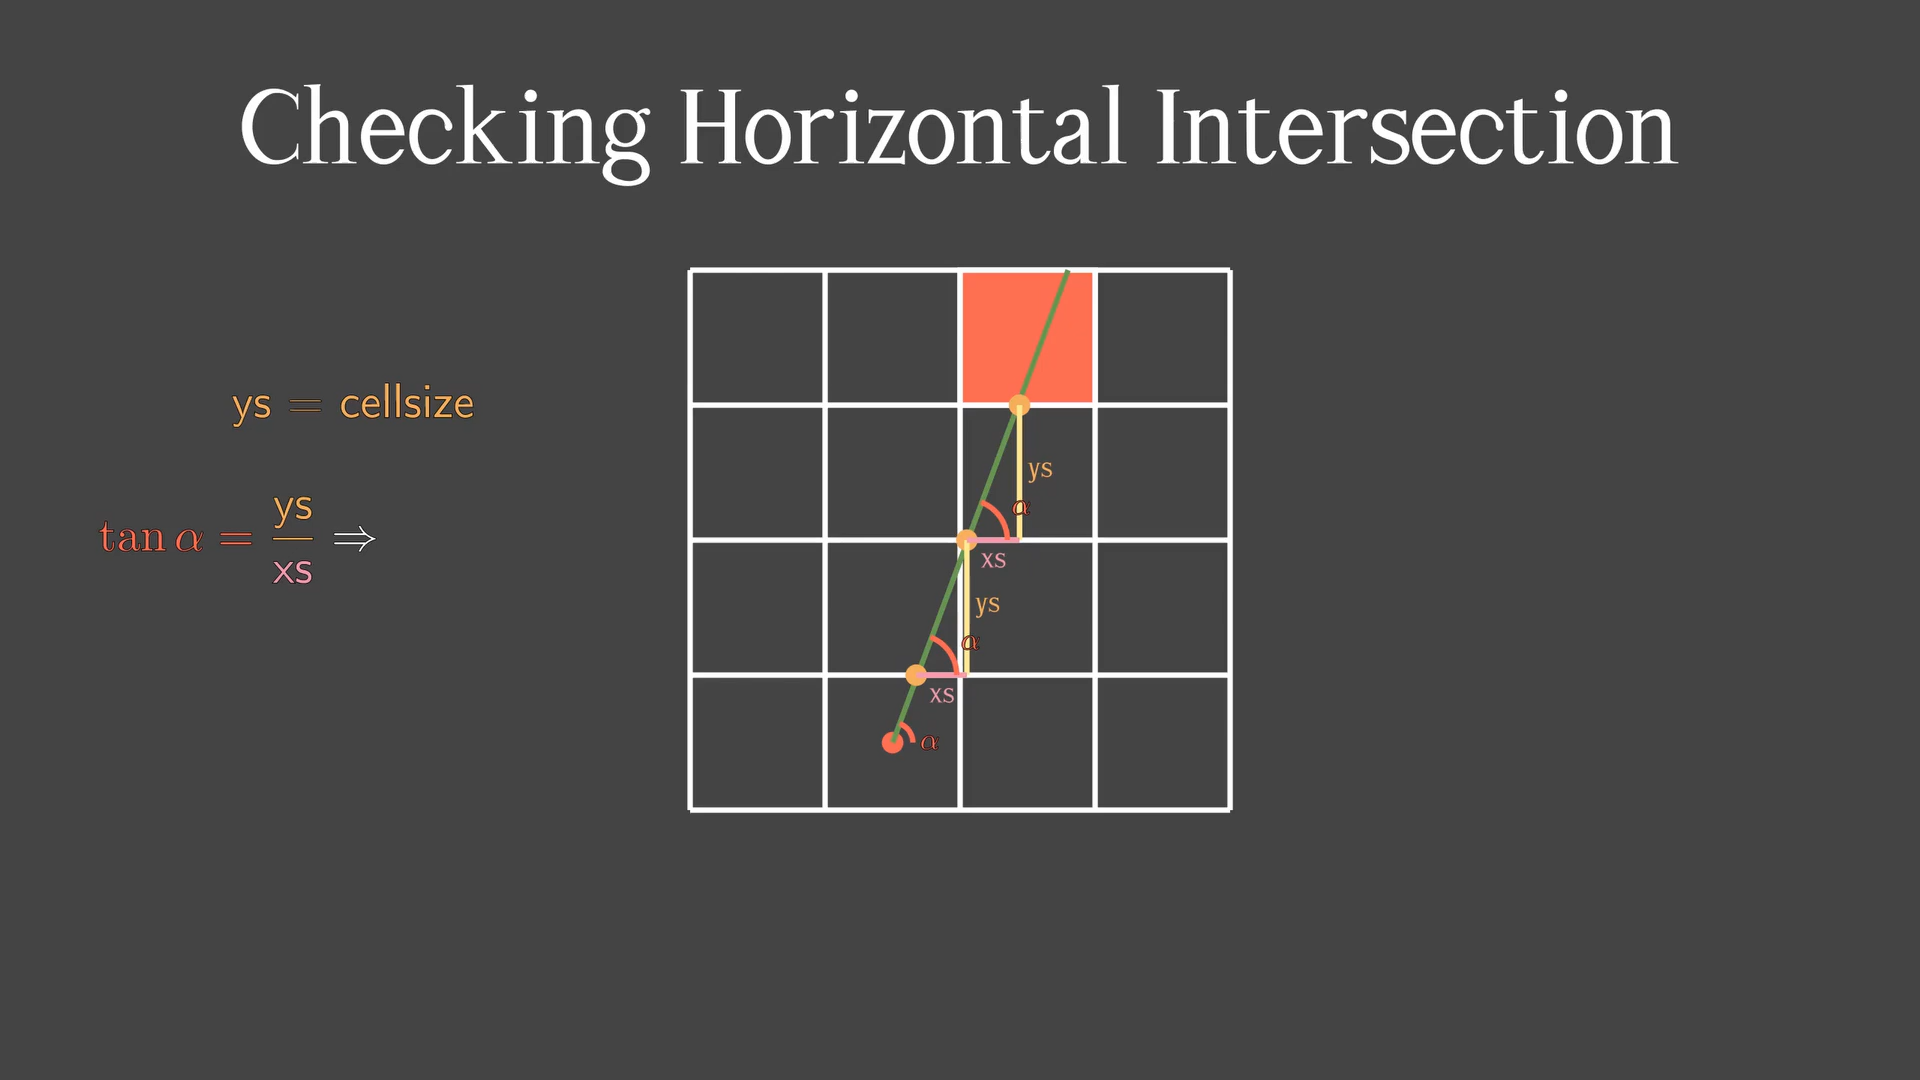 Checking Horizontal Intersection
ys = cellsize
tan α = ys/xs ⇒
ys
α
xs
ys
α
xs
α